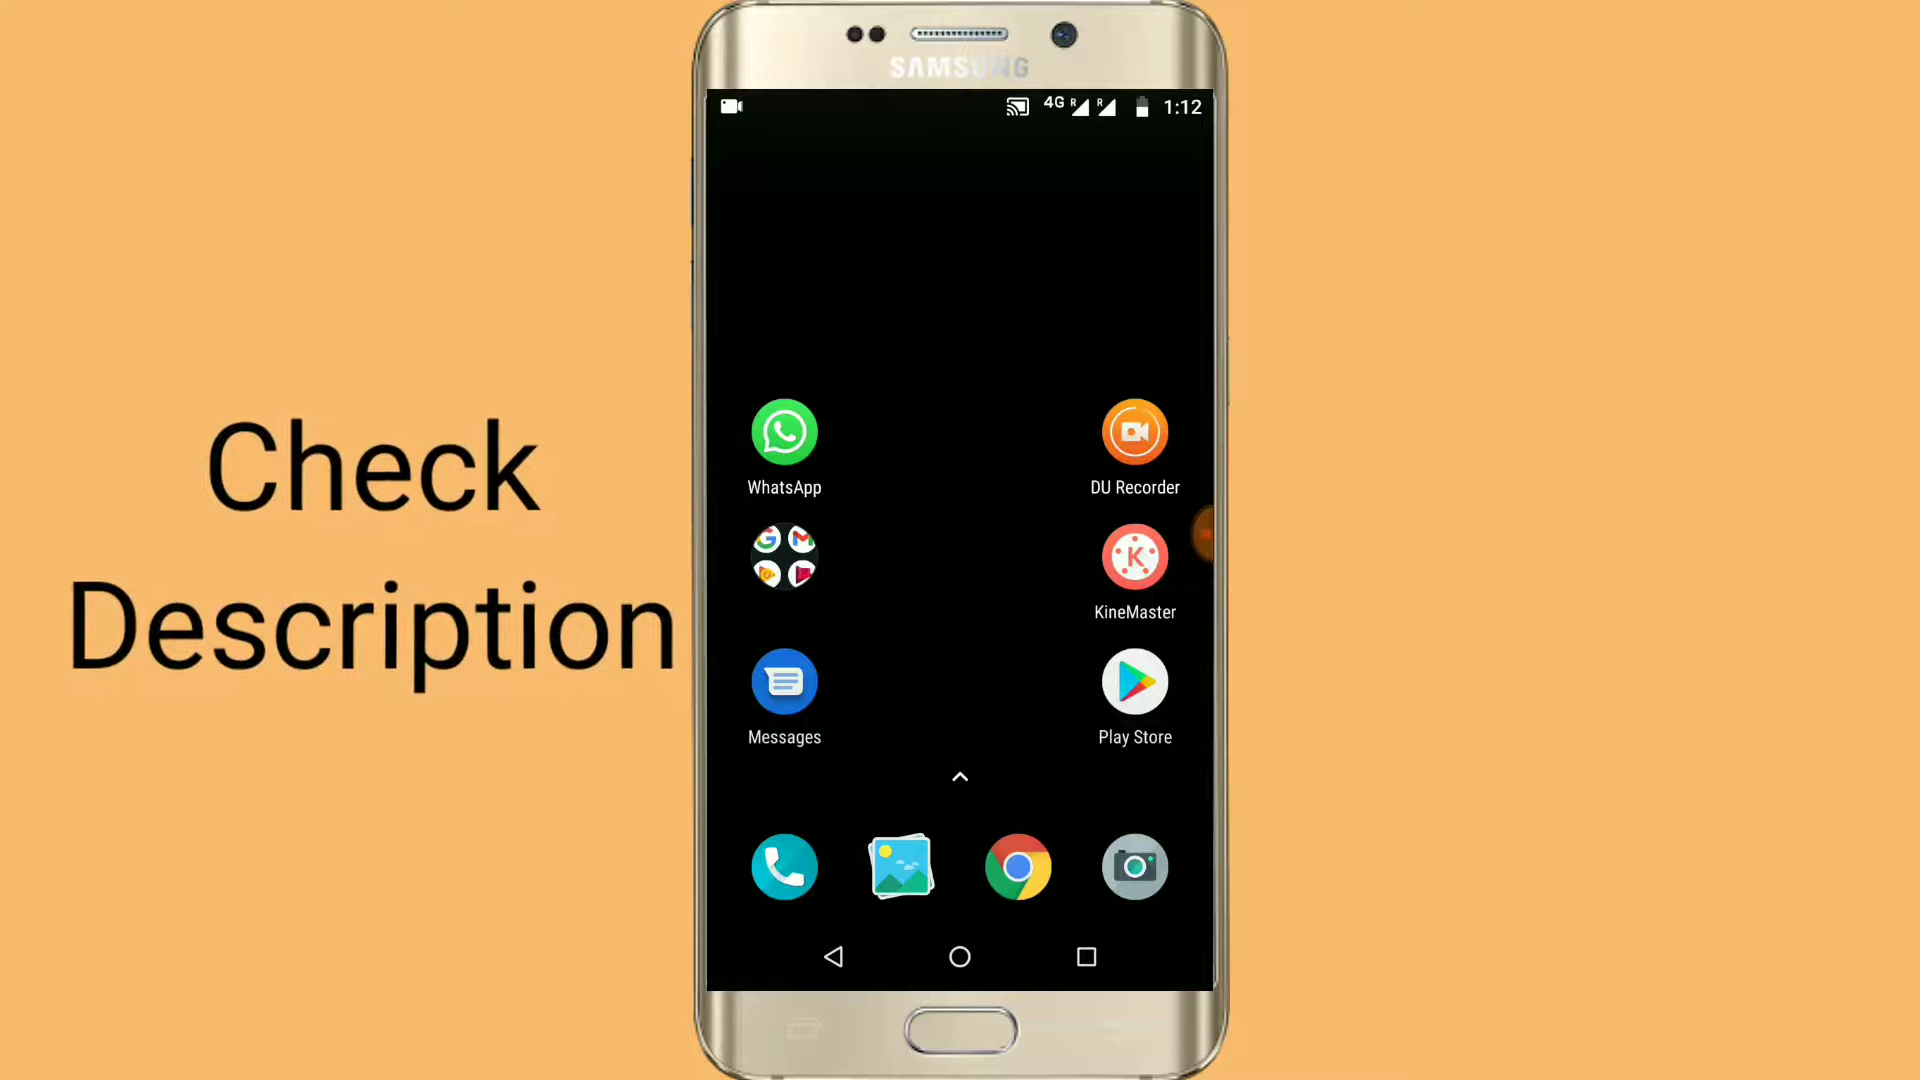 SAMSUNG
4G R R 1:12
Check
Description
WhatsApp
DU Recorder
KineMaster
Messages
Play Store